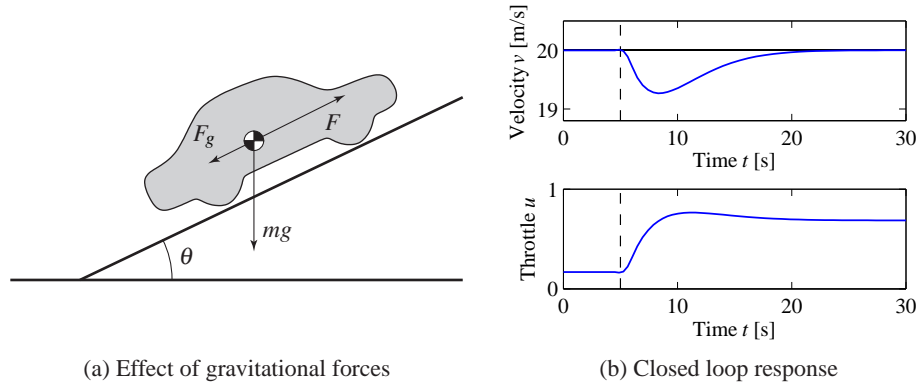 F_g
F
mg
θ
(a) Effect of gravitational forces
Velocity v [m/s]
20
19
0 10 20 30
Time t [s]
Throttle u
1
0
0 10 20 30
Time t [s]
(b) Closed loop response